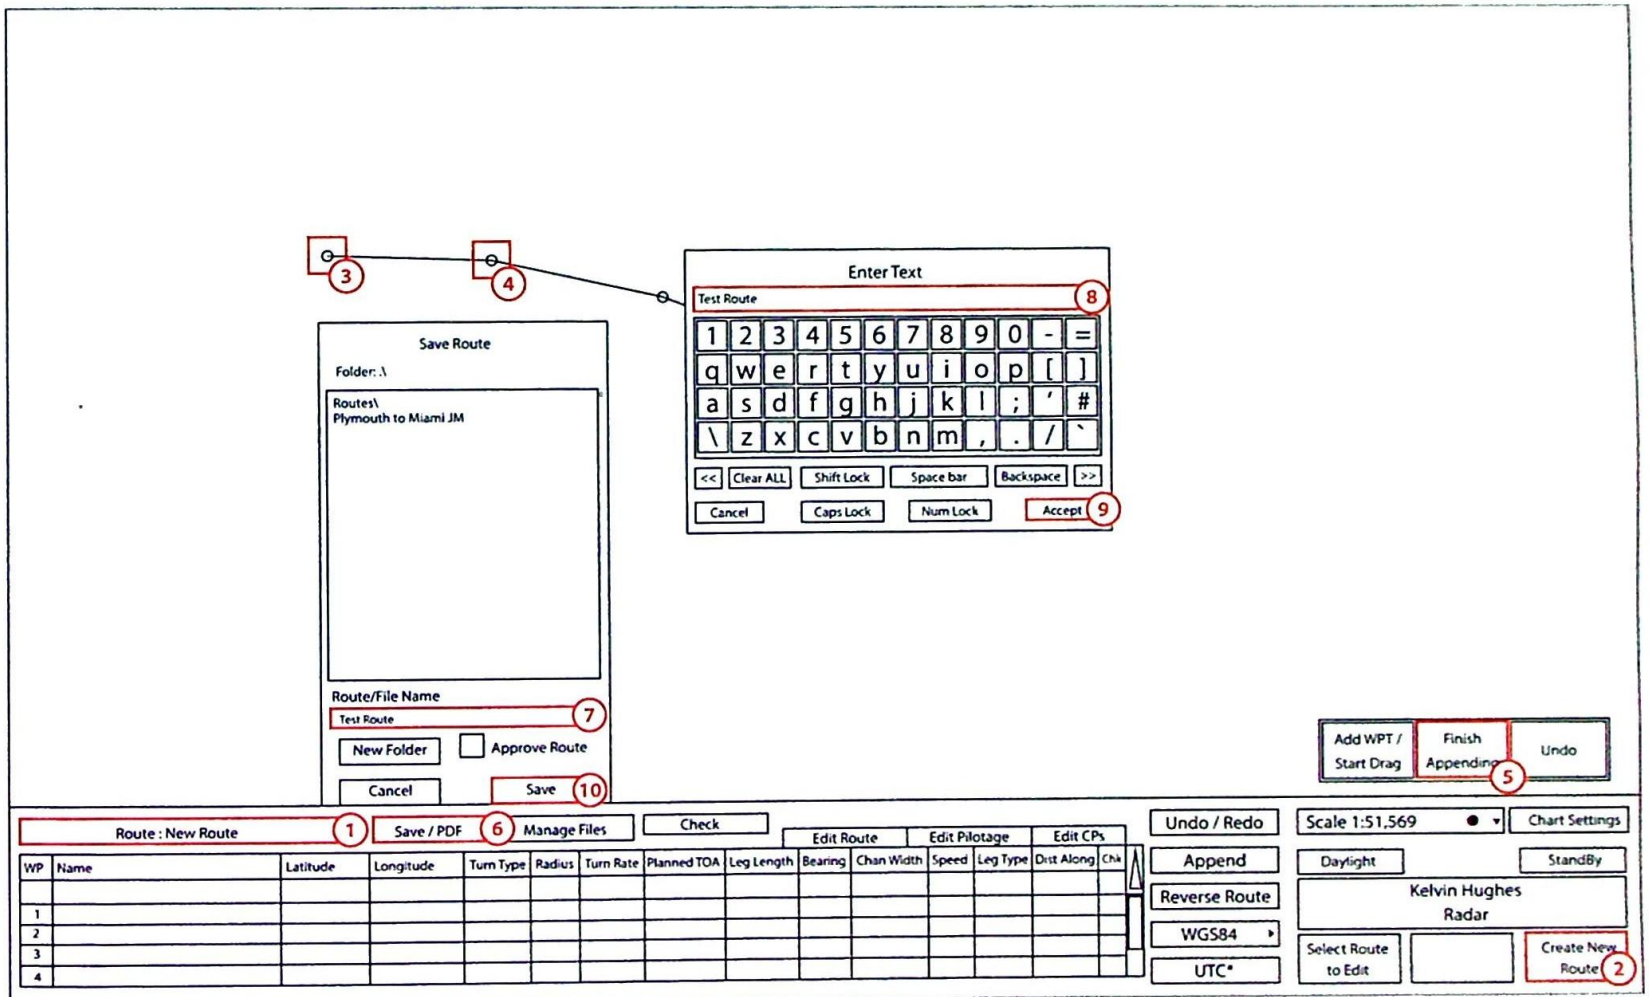 3
4
Enter Text
Test Route
8
1 2 3 4 5 6 7 8 9 0 - =
q w e r t y u i o p [ ]
a s d f g h j k l ; ' #
\ z x c v b n m , . / `
<< Clear ALL Shift Lock Space bar Backspace >>
Cancel Caps Lock Num Lock Accept 9
Save Route
Folder: .\
Routes\
Plymouth to Miami JM
Route/File Name
Test Route 7
New Folder Approve Route
Cancel Save 10
Add WPT /
Start Drag
Finish
Appending
5
Undo
Route : New Route 1 Save / PDF 6 Manage Files Check
Edit Route Edit Pilotage Edit CPs
WP Name Latitude Longitude Turn Type Radius Turn Rate Planned TOA Leg Length Bearing Chan Width Speed Leg Type Dist Along Chk
1
2
3
4
Undo / Redo
Append
Reverse Route
WGS84
UTC*
Scale 1:51,569 Chart Settings
Daylight StandBy
Kelvin Hughes
Radar
Select Route
to Edit
Create New
Route 2